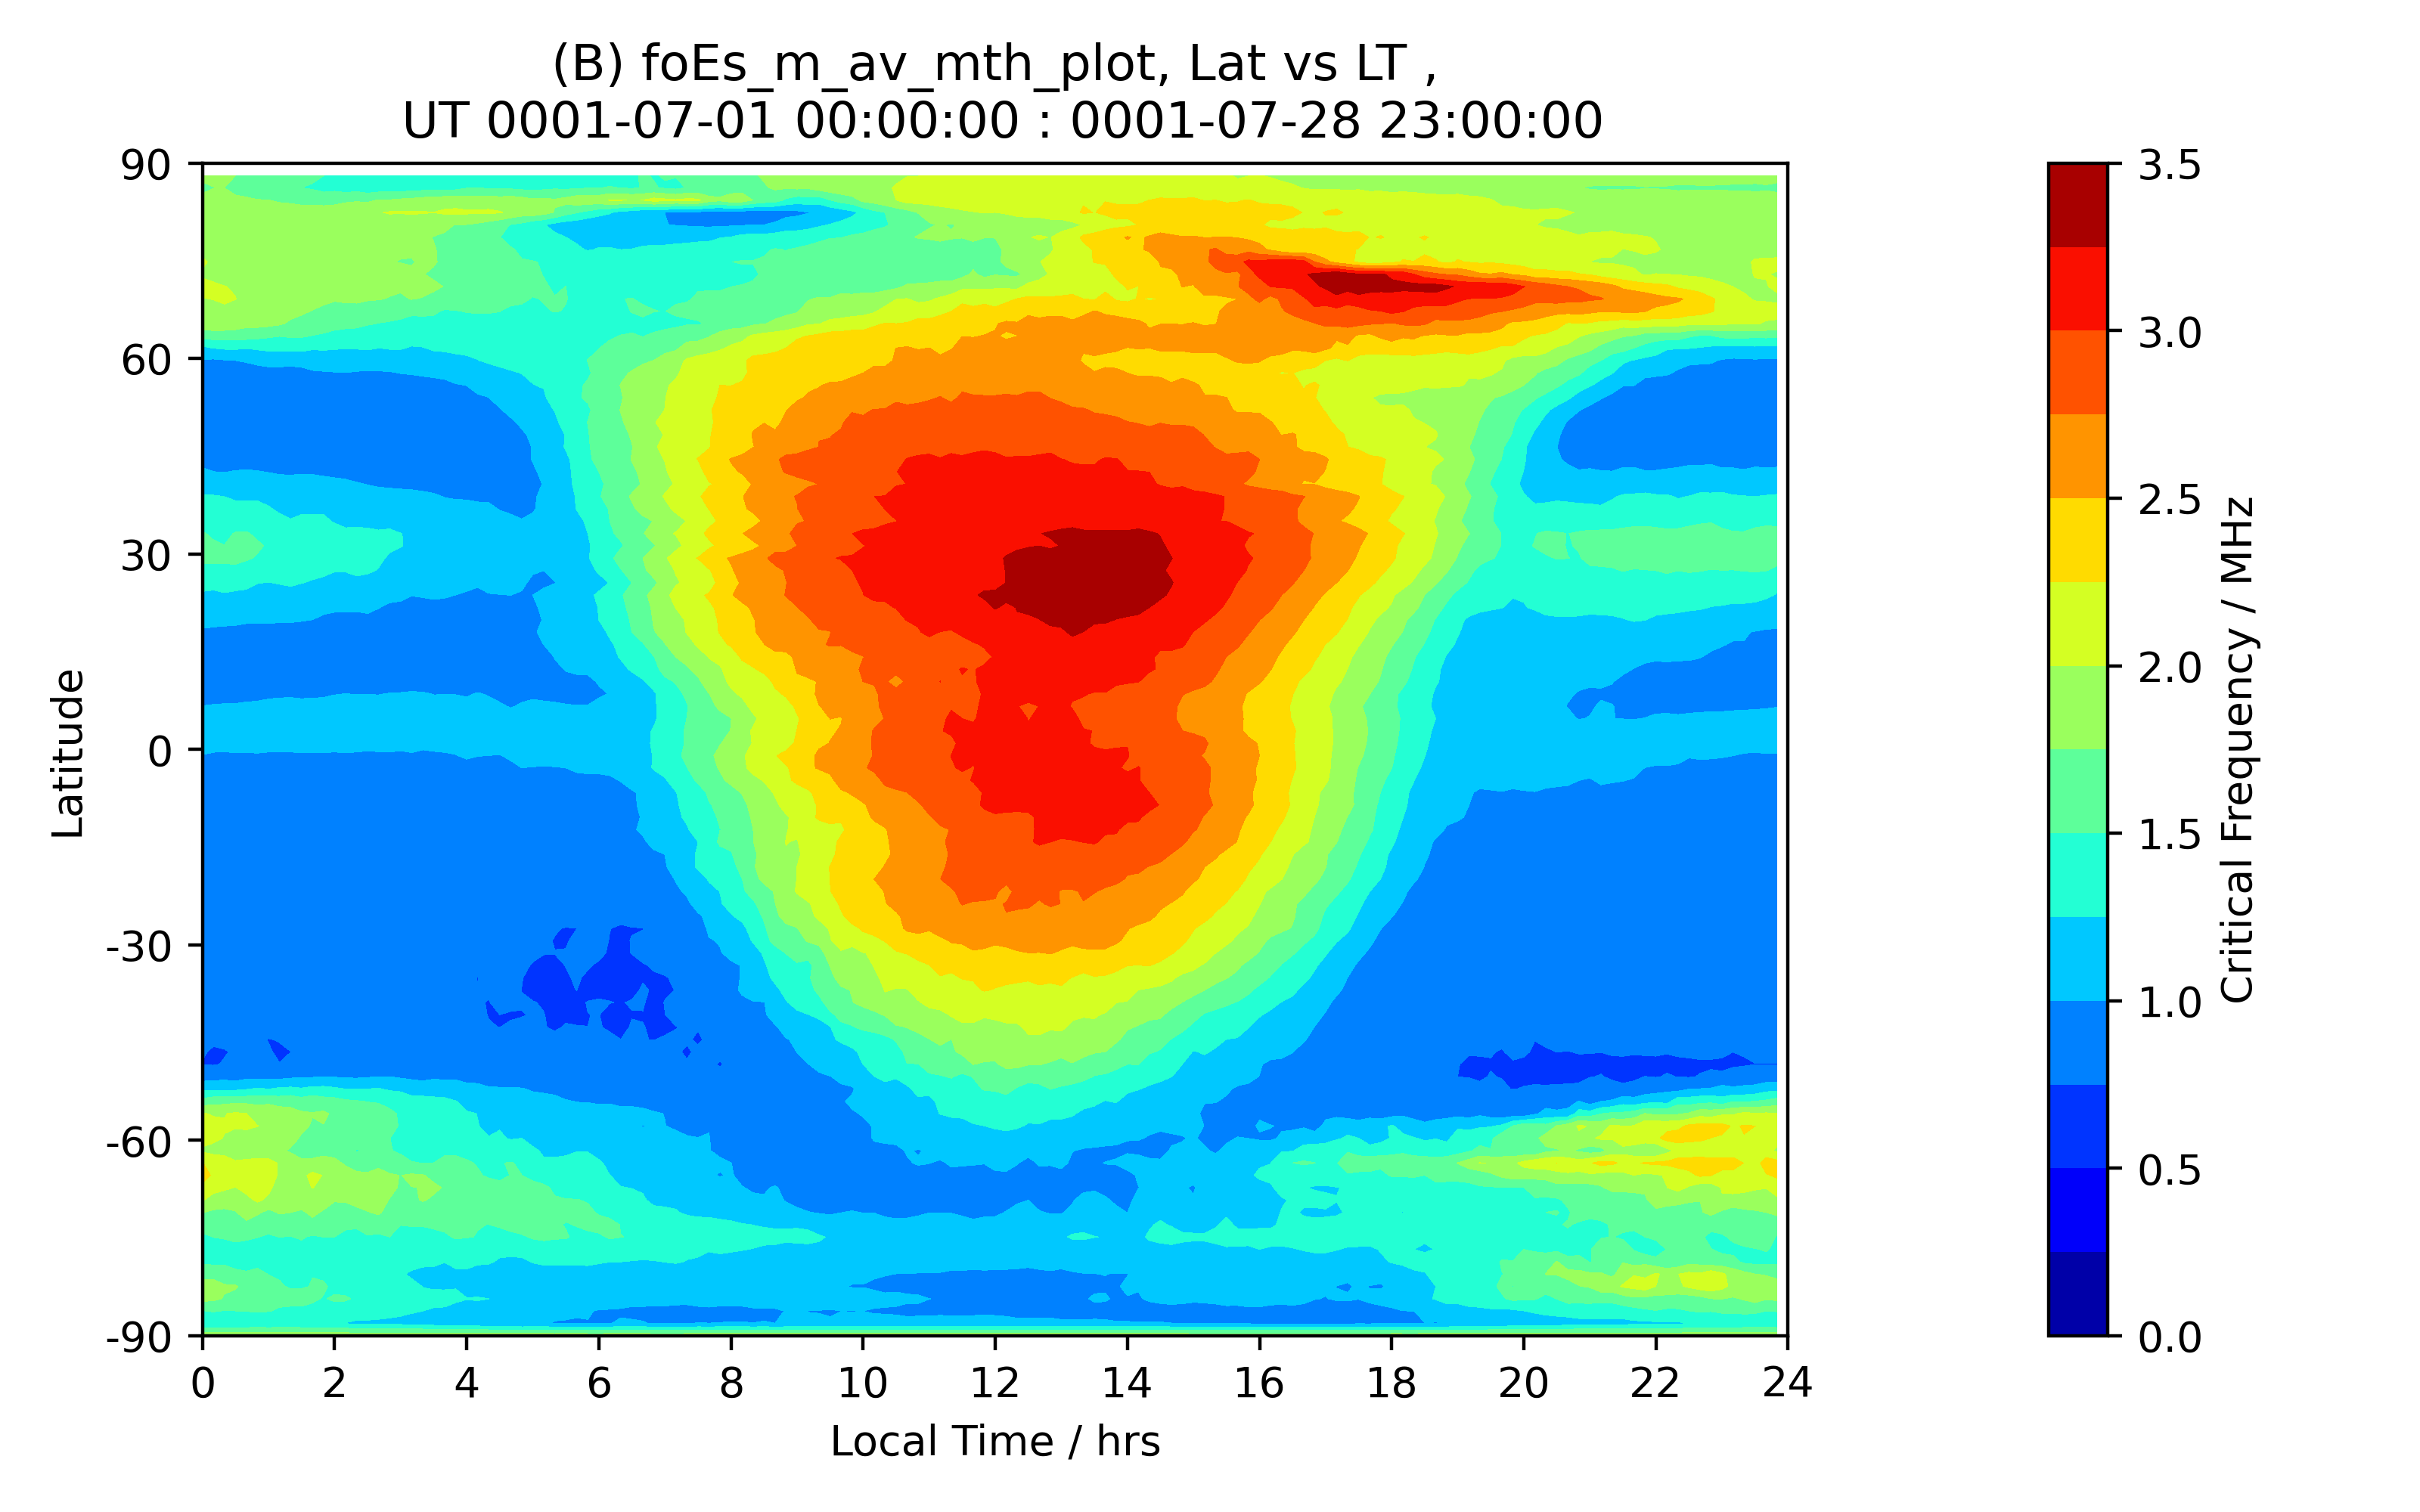 (B) foEs_m_av_mth_plot, Lat vs LT ,
UT 0001-07-01 00:00:00 : 0001-07-28 23:00:00
90
60
30
0
-30
-60
-90
Latitude
0 2 4 6 8 10 12 14 16 18 20 22 24
Local Time / hrs
3.5
3.0
2.5
2.0
1.5
1.0
0.5
0.0
Critical Frequency / MHz